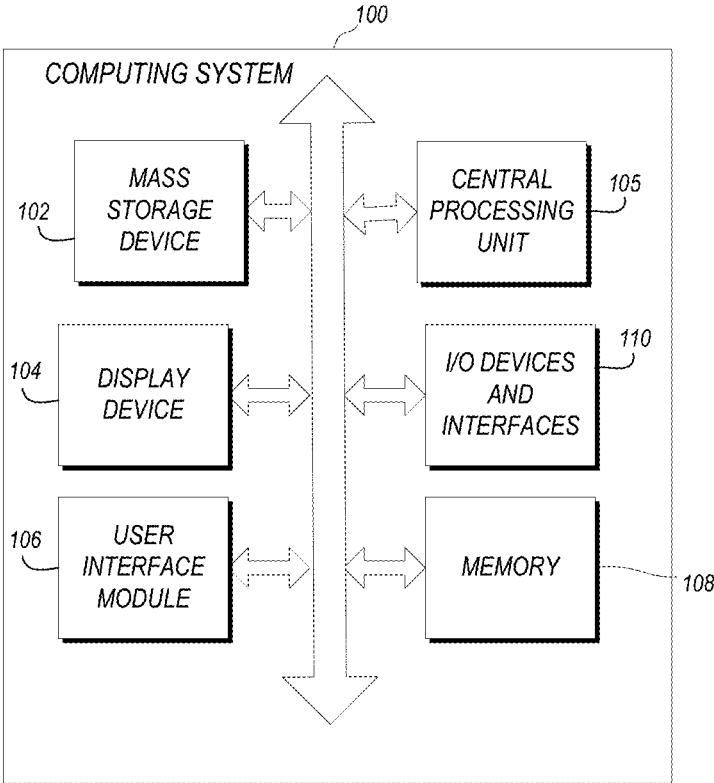 100
COMPUTING SYSTEM
MASS
STORAGE
DEVICE
102
CENTRAL
PROCESSING
UNIT
105
DISPLAY
DEVICE
104
I/O DEVICES
AND
INTERFACES
110
USER
INTERFACE
MODULE
106
MEMORY
108